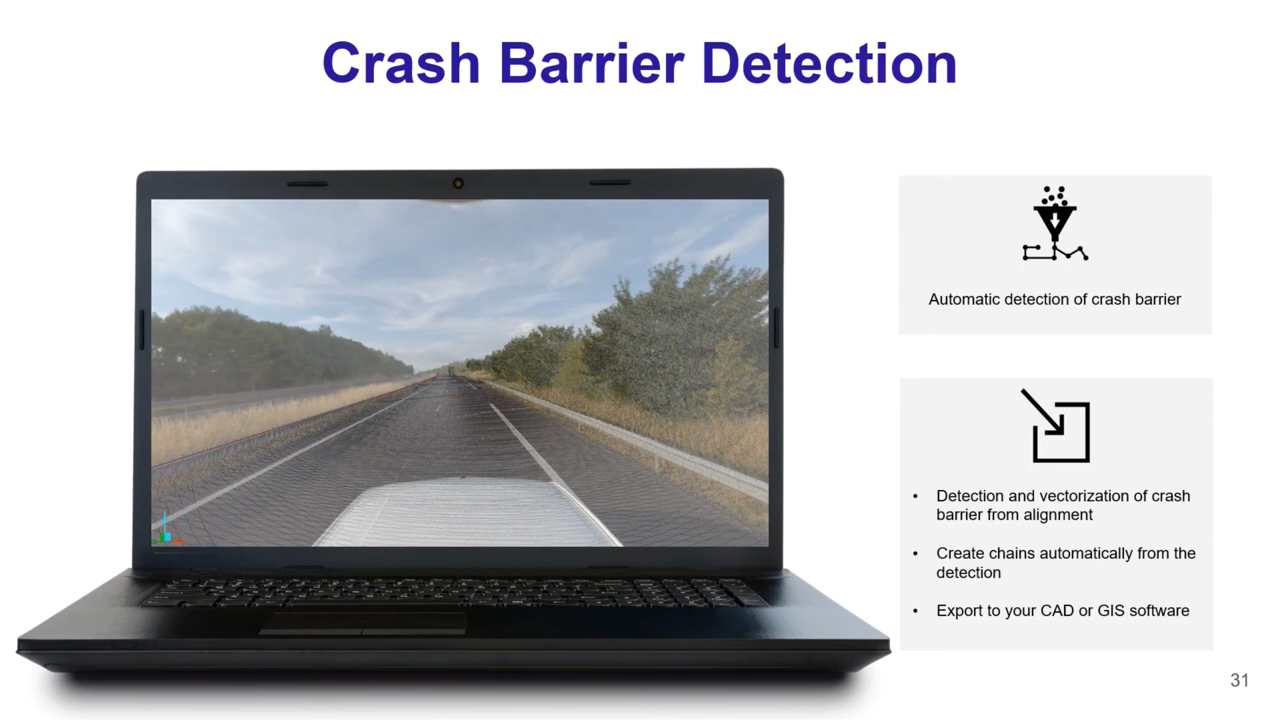 Crash Barrier Detection
Automatic detection of crash barrier
• Detection and vectorization of crash
barrier from alignment
• Create chains automatically from the
detection
• Export to your CAD or GIS software
31